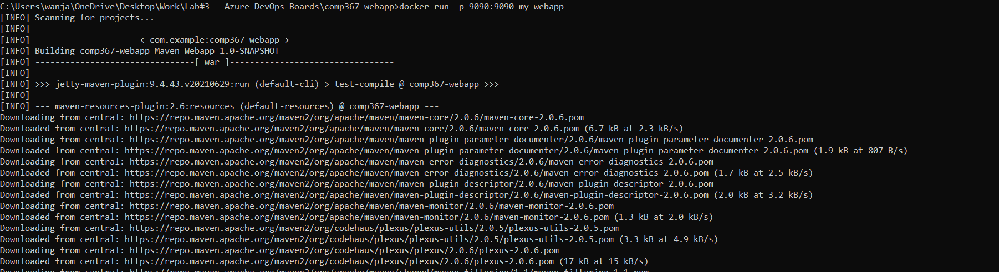 C:\Users\wanja\OneDrive\Desktop\Work\Lab#3 – Azure DevOps Boards\comp367-webapp>docker run -p 9090:9090 my-webapp
[INFO] Scanning for projects...
[INFO]
[INFO] ---------------------< com.example:comp367-webapp >---------------------
[INFO] Building comp367-webapp Maven Webapp 1.0-SNAPSHOT
[INFO] --------------------------------[ war ]---------------------------------
[INFO]
[INFO] >>> jetty-maven-plugin:9.4.43.v20210629:run (default-cli) > test-compile @ comp367-webapp >>>
[INFO]
[INFO] --- maven-resources-plugin:2.6:resources (default-resources) @ comp367-webapp ---
Downloading from central: https://repo.maven.apache.org/maven2/org/apache/maven/maven-core/2.0.6/maven-core-2.0.6.pom
Downloaded from central: https://repo.maven.apache.org/maven2/org/apache/maven/maven-core/2.0.6/maven-core-2.0.6.pom (6.7 kB at 2.3 kB/s)
Downloading from central: https://repo.maven.apache.org/maven2/org/apache/maven/maven-plugin-parameter-documenter/2.0.6/maven-plugin-parameter-documenter-2.0.6.pom
Downloaded from central: https://repo.maven.apache.org/maven2/org/apache/maven/maven-plugin-parameter-documenter/2.0.6/maven-plugin-parameter-documenter-2.0.6.pom (1.9 kB at 807 B/s)
Downloading from central: https://repo.maven.apache.org/maven2/org/apache/maven/maven-error-diagnostics/2.0.6/maven-error-diagnostics-2.0.6.pom
Downloaded from central: https://repo.maven.apache.org/maven2/org/apache/maven/maven-error-diagnostics/2.0.6/maven-error-diagnostics-2.0.6.pom (1.7 kB at 2.5 kB/s)
Downloading from central: https://repo.maven.apache.org/maven2/org/apache/maven/maven-plugin-descriptor/2.0.6/maven-plugin-descriptor-2.0.6.pom
Downloaded from central: https://repo.maven.apache.org/maven2/org/apache/maven/maven-plugin-descriptor/2.0.6/maven-plugin-descriptor-2.0.6.pom (2.0 kB at 3.2 kB/s)
Downloading from central: https://repo.maven.apache.org/maven2/org/apache/maven/maven-monitor/2.0.6/maven-monitor-2.0.6.pom
Downloaded from central: https://repo.maven.apache.org/maven2/org/apache/maven/maven-monitor/2.0.6/maven-monitor-2.0.6.pom (1.3 kB at 2.0 kB/s)
Downloading from central: https://repo.maven.apache.org/maven2/org/codehaus/plexus/plexus-utils/2.0.5/plexus-utils-2.0.5.pom
Downloaded from central: https://repo.maven.apache.org/maven2/org/codehaus/plexus/plexus-utils/2.0.5/plexus-utils-2.0.5.pom (3.3 kB at 4.9 kB/s)
Downloading from central: https://repo.maven.apache.org/maven2/org/codehaus/plexus/plexus/2.0.6/plexus-2.0.6.pom
Downloaded from central: https://repo.maven.apache.org/maven2/org/codehaus/plexus/plexus/2.0.6/plexus-2.0.6.pom (17 kB at 15 kB/s)
Downloading from central: https://repo.maven.apache.org/maven2/org/apache/maven/shared/maven-filtering/1.1/maven-filtering-1.1.pom